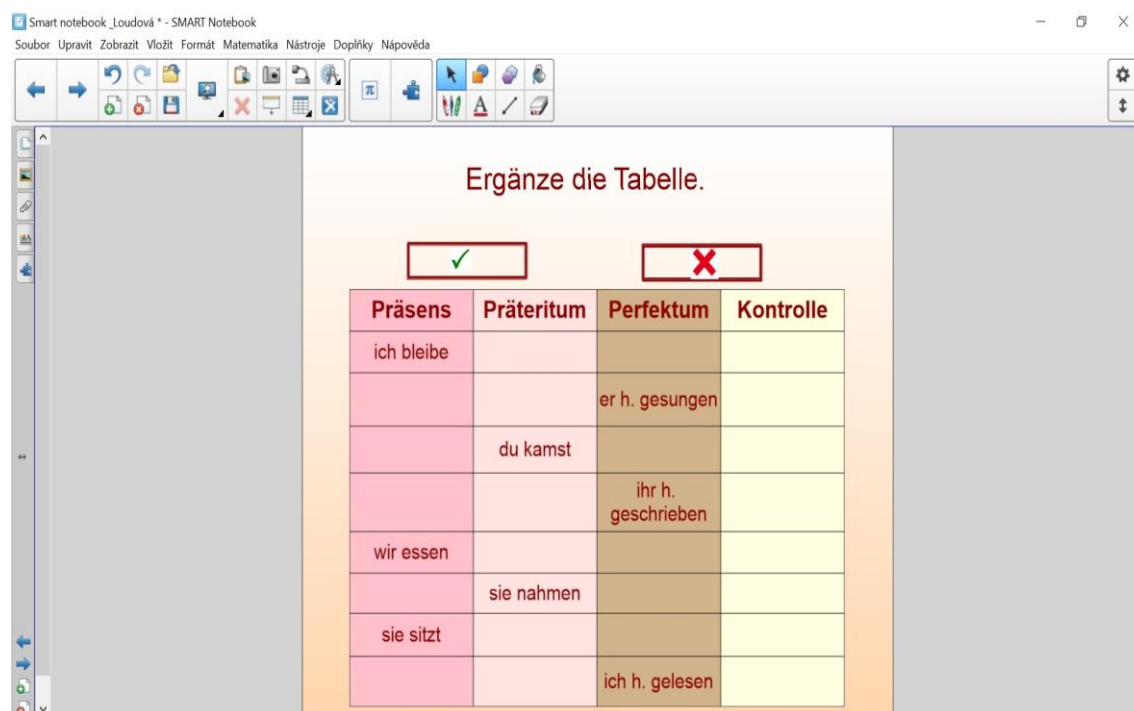 Smart notebook _Loudová * - SMART Notebook
Soubor Upravit Zobrazit Vložit Formát Matematika Nástroje Doplňky Nápověda
Ergänze die Tabelle.
Präsens Präteritum Perfektum Kontrolle
ich bleibe
er h. gesungen
du kamst
ihr h.
geschrieben
wir essen
sie nahmen
sie sitzt
ich h. gelesen